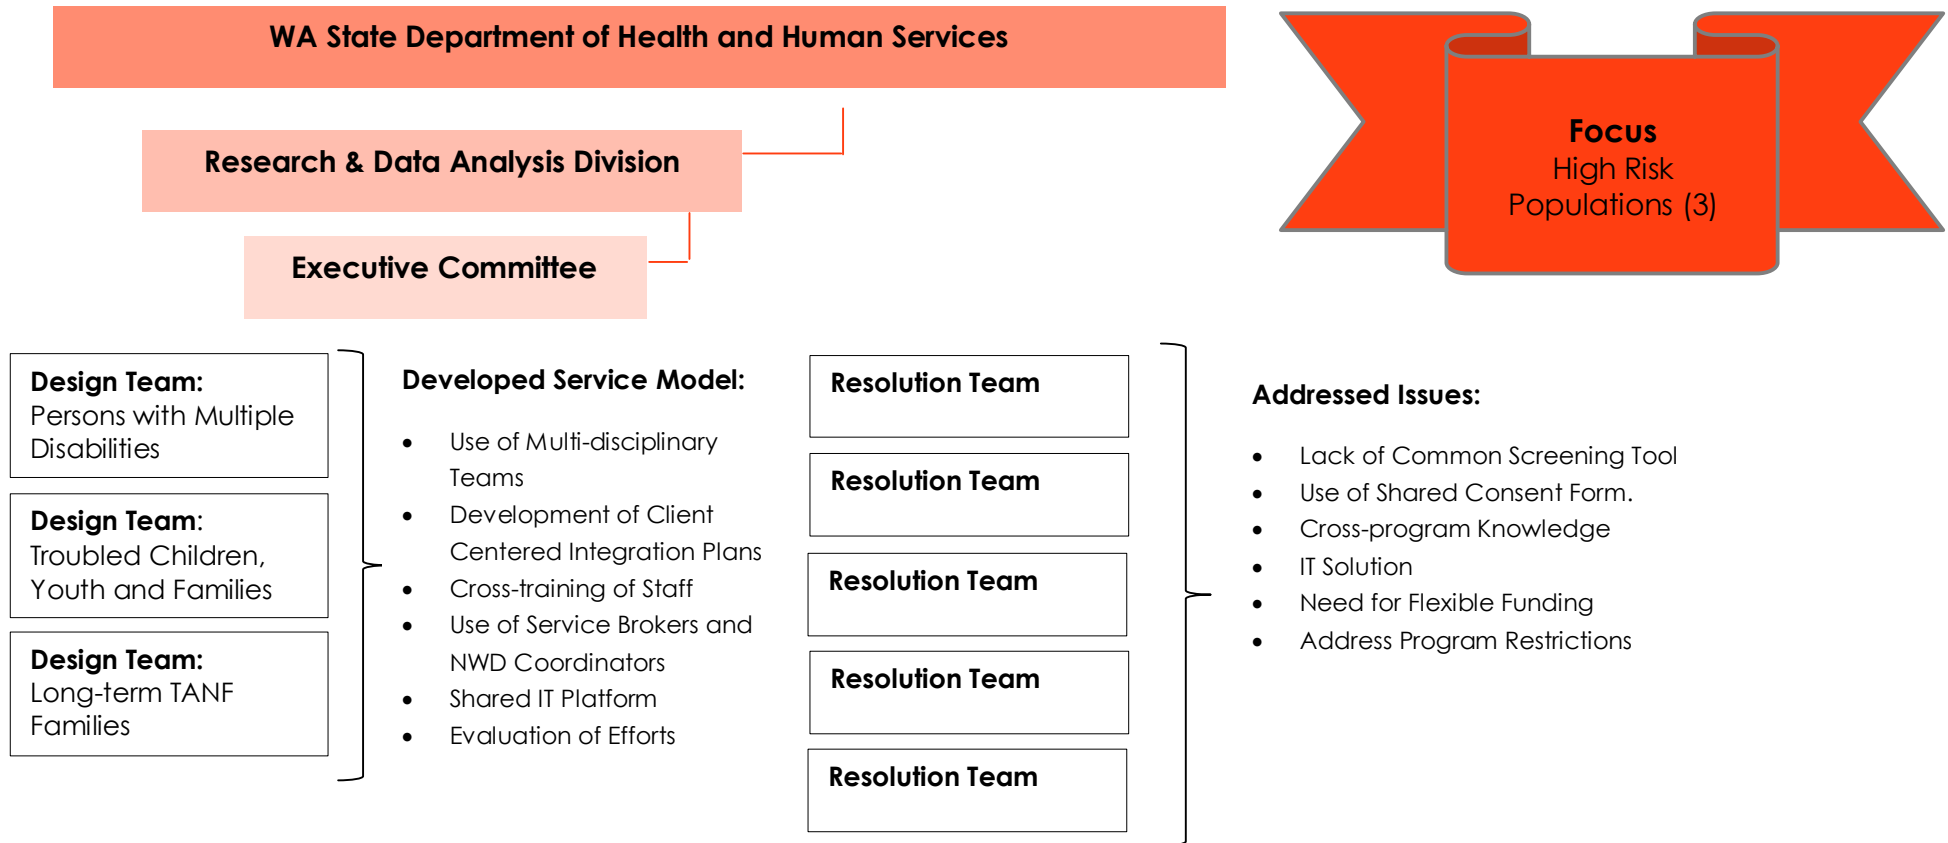 WA State Department of Health and Human Services
Research & Data Analysis Division
Executive Committee
Focus
High Risk
Populations (3)
Design Team:
Persons with Multiple
Disabilities
Design Team:
Troubled Children,
Youth and Families
Design Team:
Long-term TANF
Families
Developed Service Model:
• Use of Multi-disciplinary
Teams
• Development of Client
Centered Integration Plans
• Cross-training of Staff
• Use of Service Brokers and
NWD Coordinators
• Shared IT Platform
• Evaluation of Efforts
Resolution Team
Resolution Team
Resolution Team
Resolution Team
Resolution Team
Addressed Issues:
• Lack of Common Screening Tool
• Use of Shared Consent Form.
• Cross-program Knowledge
• IT Solution
• Need for Flexible Funding
• Address Program Restrictions